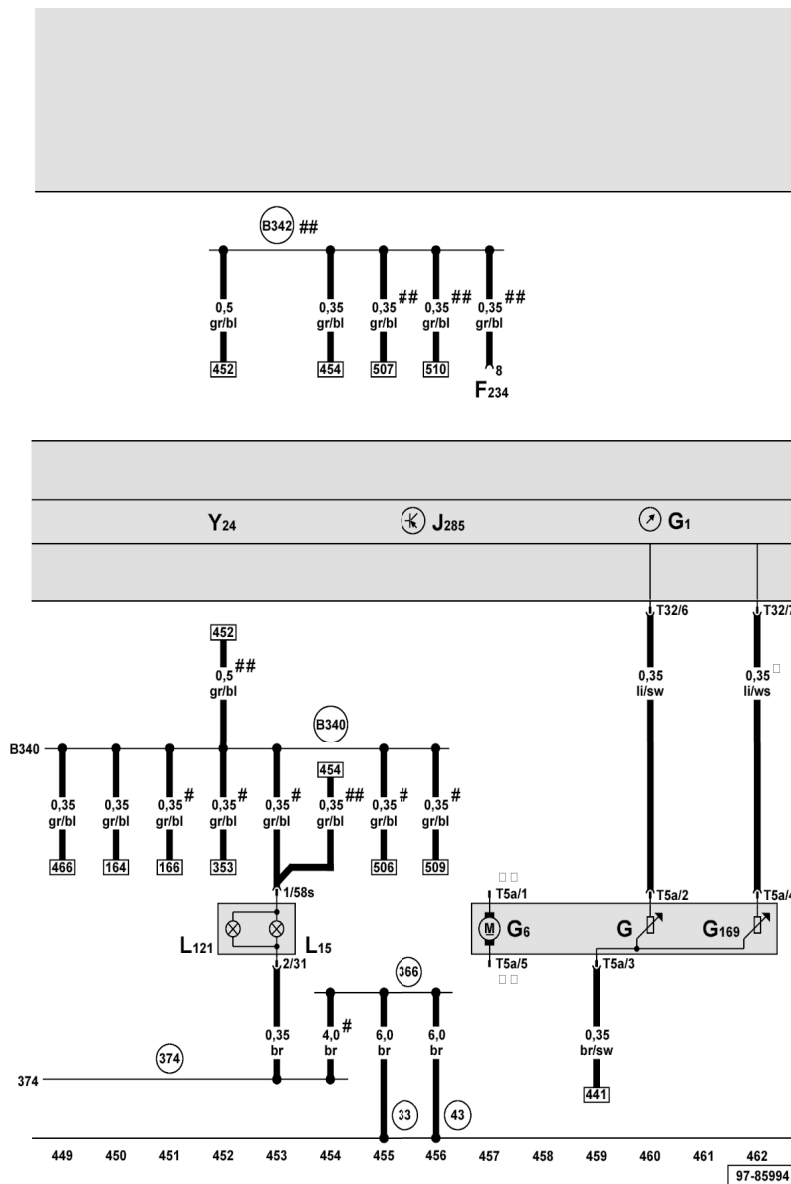 B342 ##
0,5 0,35 0,35 ## 0,35 ## 0,35 ##
gr/bl gr/bl gr/bl gr/bl gr/bl
452 454 507 510 8
F234
Y24 J285 G1
T32/6 T32/7
452
0,5 ##
gr/bl
0,35 0,35
li/sw li/ws
B340
B340
454
0,35 0,35 0,35 # 0,35 # 0,35 # 0,35 ## 0,35 # 0,35 #
gr/bl gr/bl gr/bl gr/bl gr/bl gr/bl gr/bl gr/bl
466 164 166 353 506 509
1/58s T5a/1 T5a/2 T5a/4
L121 L15 M G6 G G169
2/31 T5a/5 T5a/3
366
0,35 4,0 # 6,0 6,0 0,35
br br br br br/sw
374
374
441
33 43
449 450 451 452 453 454 455 456 457 458 459 460 461 462
97-85994